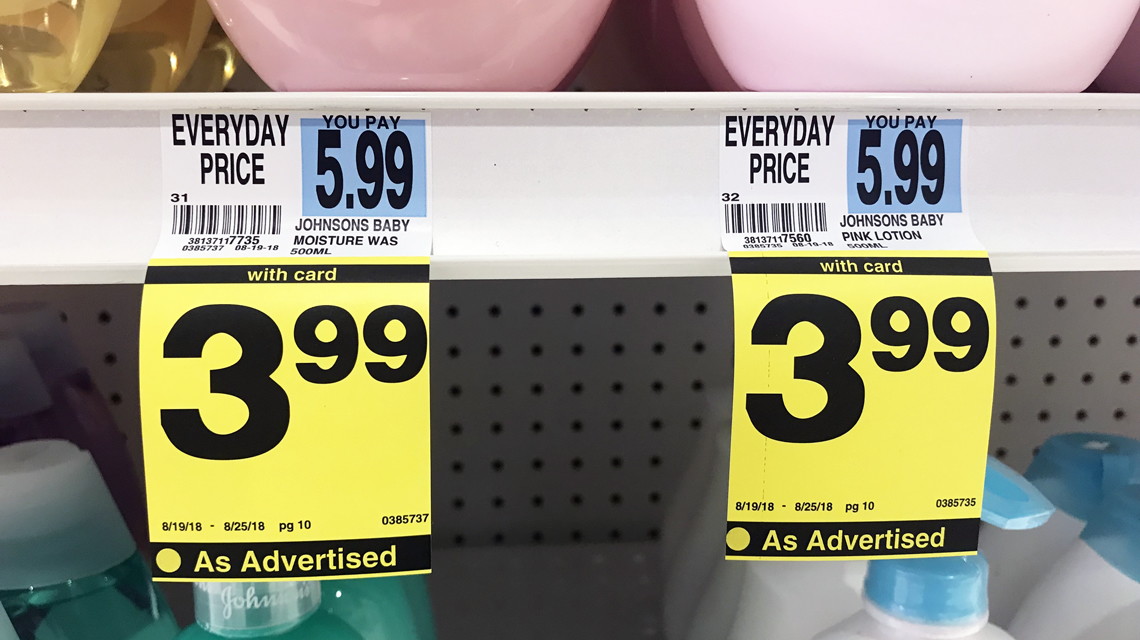 EVERYDAY
PRICE
YOU PAY
5.99
31
38137117735
0385737 08-19-18
JOHNSONS BABY
MOISTURE WAS
500ML
with card
3 99
8/19/18 - 8/25/18 pg 10
0385737
As Advertised
EVERYDAY
PRICE
YOU PAY
5.99
32
38137117560
0385735 08-19-18
JOHNSONS BABY
PINK LOTION
500ML
with card
3 99
8/19/18 - 8/25/18 pg 10
0385735
As Advertised